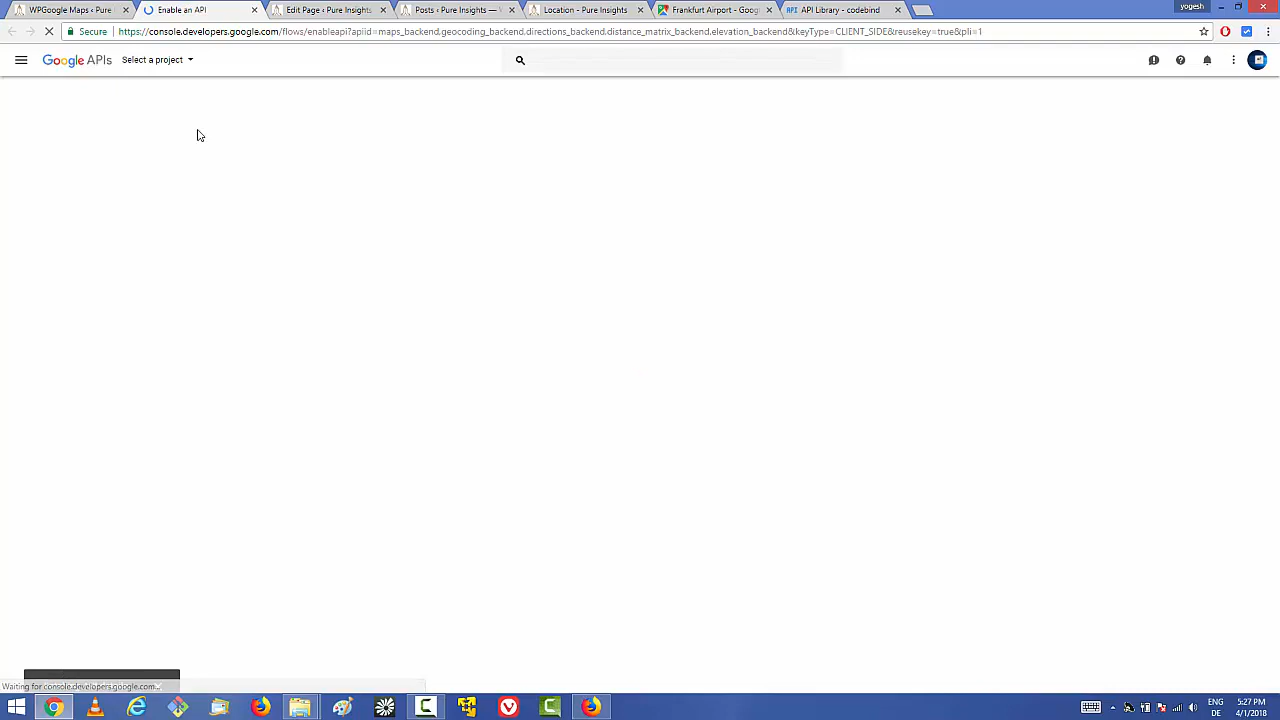 WPGoogle Maps ‹ Pure I
Enable an API
Edit Page ‹ Pure Insights
Posts ‹ Pure Insights —
Location - Pure Insights
Frankfurt Airport - Goog
API Library - codebind
yogesh
Secure https://console.developers.google.com/flows/enableapi?apiid=maps_backend,geocoding_backend,directions_backend,distance_matrix_backend,elevation_backend&keyType=CLIENT_SIDE&reusekey=true&pli=1
Google APIs Select a project
Waiting for console.developers.google.com...
ENG 5:27 PM
DE 4/1/2018